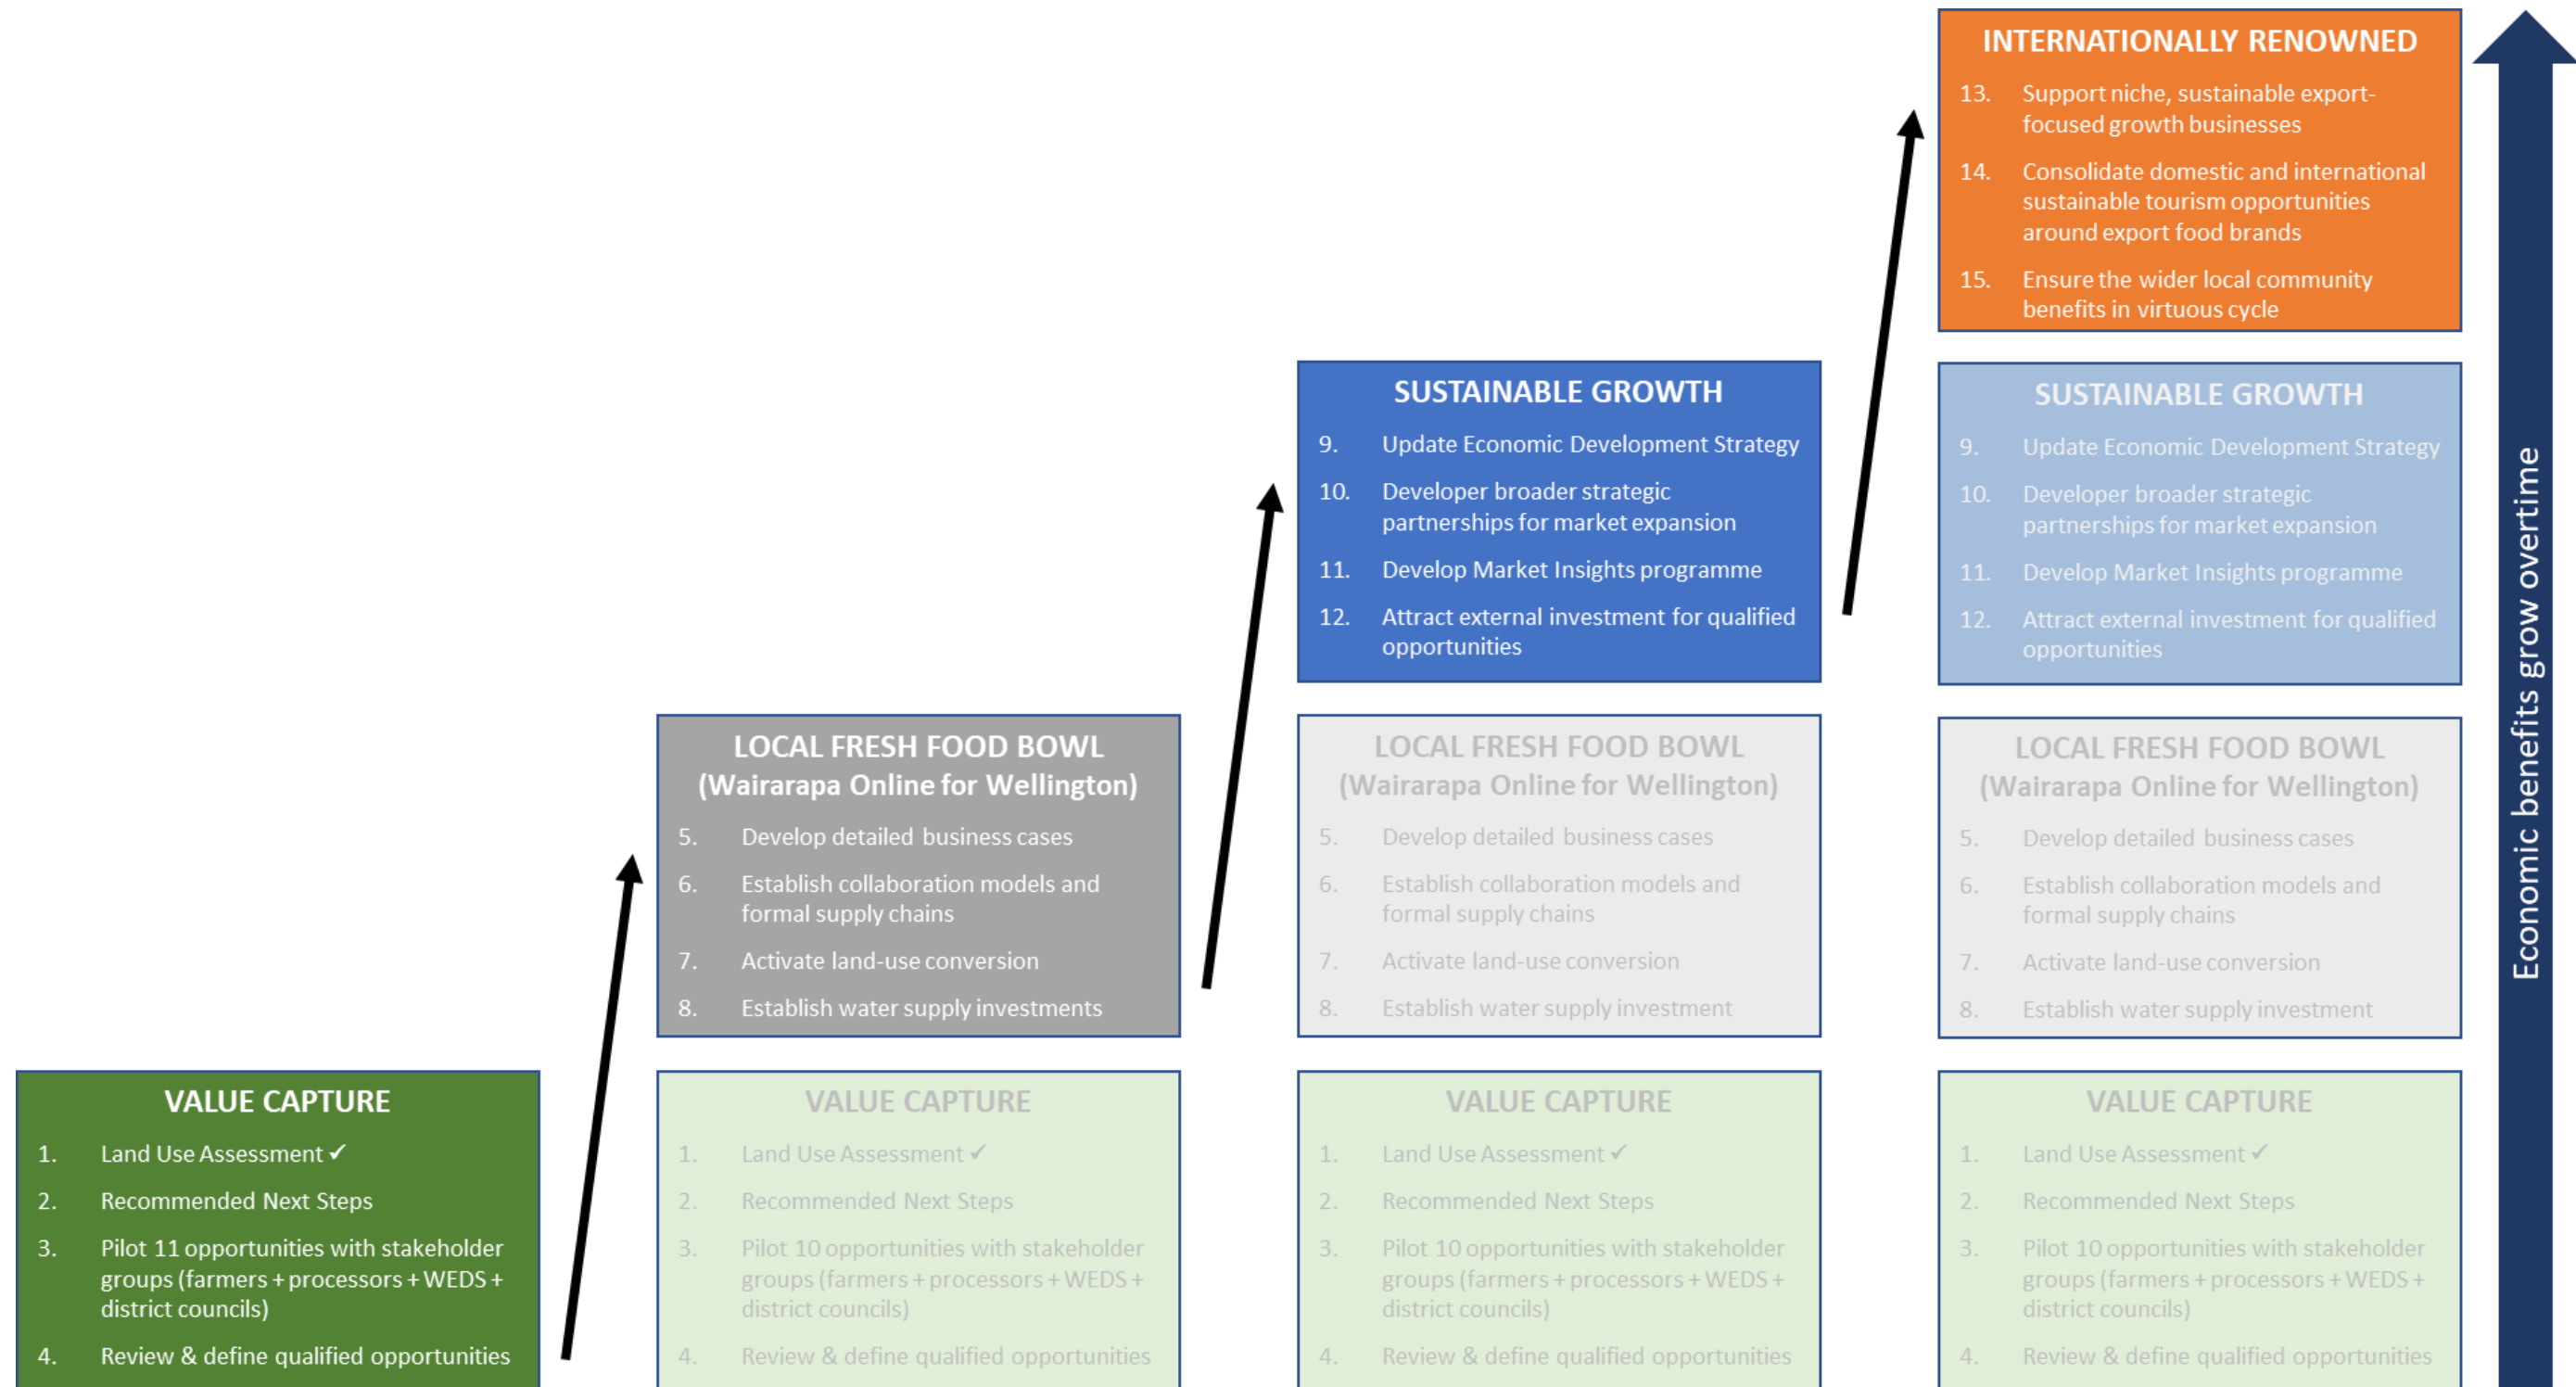 INTERNATIONALLY RENOWNED
13. Support niche, sustainable export-
focused growth businesses
14. Consolidate domestic and international
sustainable tourism opportunities
around export food brands
15. Ensure the wider local community
benefits in virtuous cycle
SUSTAINABLE GROWTH
9. Update Economic Development Strategy
10. Developer broader strategic
partnerships for market expansion
11. Develop Market Insights programme
12. Attract external investment for qualified
opportunities
SUSTAINABLE GROWTH
9. Update Economic Development Strategy
10. Developer broader strategic
partnerships for market expansion
11. Develop Market Insights programme
12. Attract external investment for qualified
opportunities
LOCAL FRESH FOOD BOWL
(Wairarapa Online for Wellington)
5. Develop detailed business cases
6. Establish collaboration models and
formal supply chains
7. Activate land-use conversion
8. Establish water supply investments
LOCAL FRESH FOOD BOWL
(Wairarapa Online for Wellington)
5. Develop detailed business cases
6. Establish collaboration models and
formal supply chains
7. Activate land-use conversion
8. Establish water supply investment
LOCAL FRESH FOOD BOWL
(Wairarapa Online for Wellington)
5. Develop detailed business cases
6. Establish collaboration models and
formal supply chains
7. Activate land-use conversion
8. Establish water supply investment
VALUE CAPTURE
1. Land Use Assessment ✓
2. Recommended Next Steps
3. Pilot 11 opportunities with stakeholder
groups (farmers + processors + WEDS +
district councils)
4. Review & define qualified opportunities
VALUE CAPTURE
1. Land Use Assessment ✓
2. Recommended Next Steps
3. Pilot 10 opportunities with stakeholder
groups (farmers + processors + WEDS +
district councils)
4. Review & define qualified opportunities
VALUE CAPTURE
1. Land Use Assessment ✓
2. Recommended Next Steps
3. Pilot 10 opportunities with stakeholder
groups (farmers + processors + WEDS +
district councils)
4. Review & define qualified opportunities
VALUE CAPTURE
1. Land Use Assessment ✓
2. Recommended Next Steps
3. Pilot 10 opportunities with stakeholder
groups (farmers + processors + WEDS +
district councils)
4. Review & define qualified opportunities
Economic benefits grow overtime